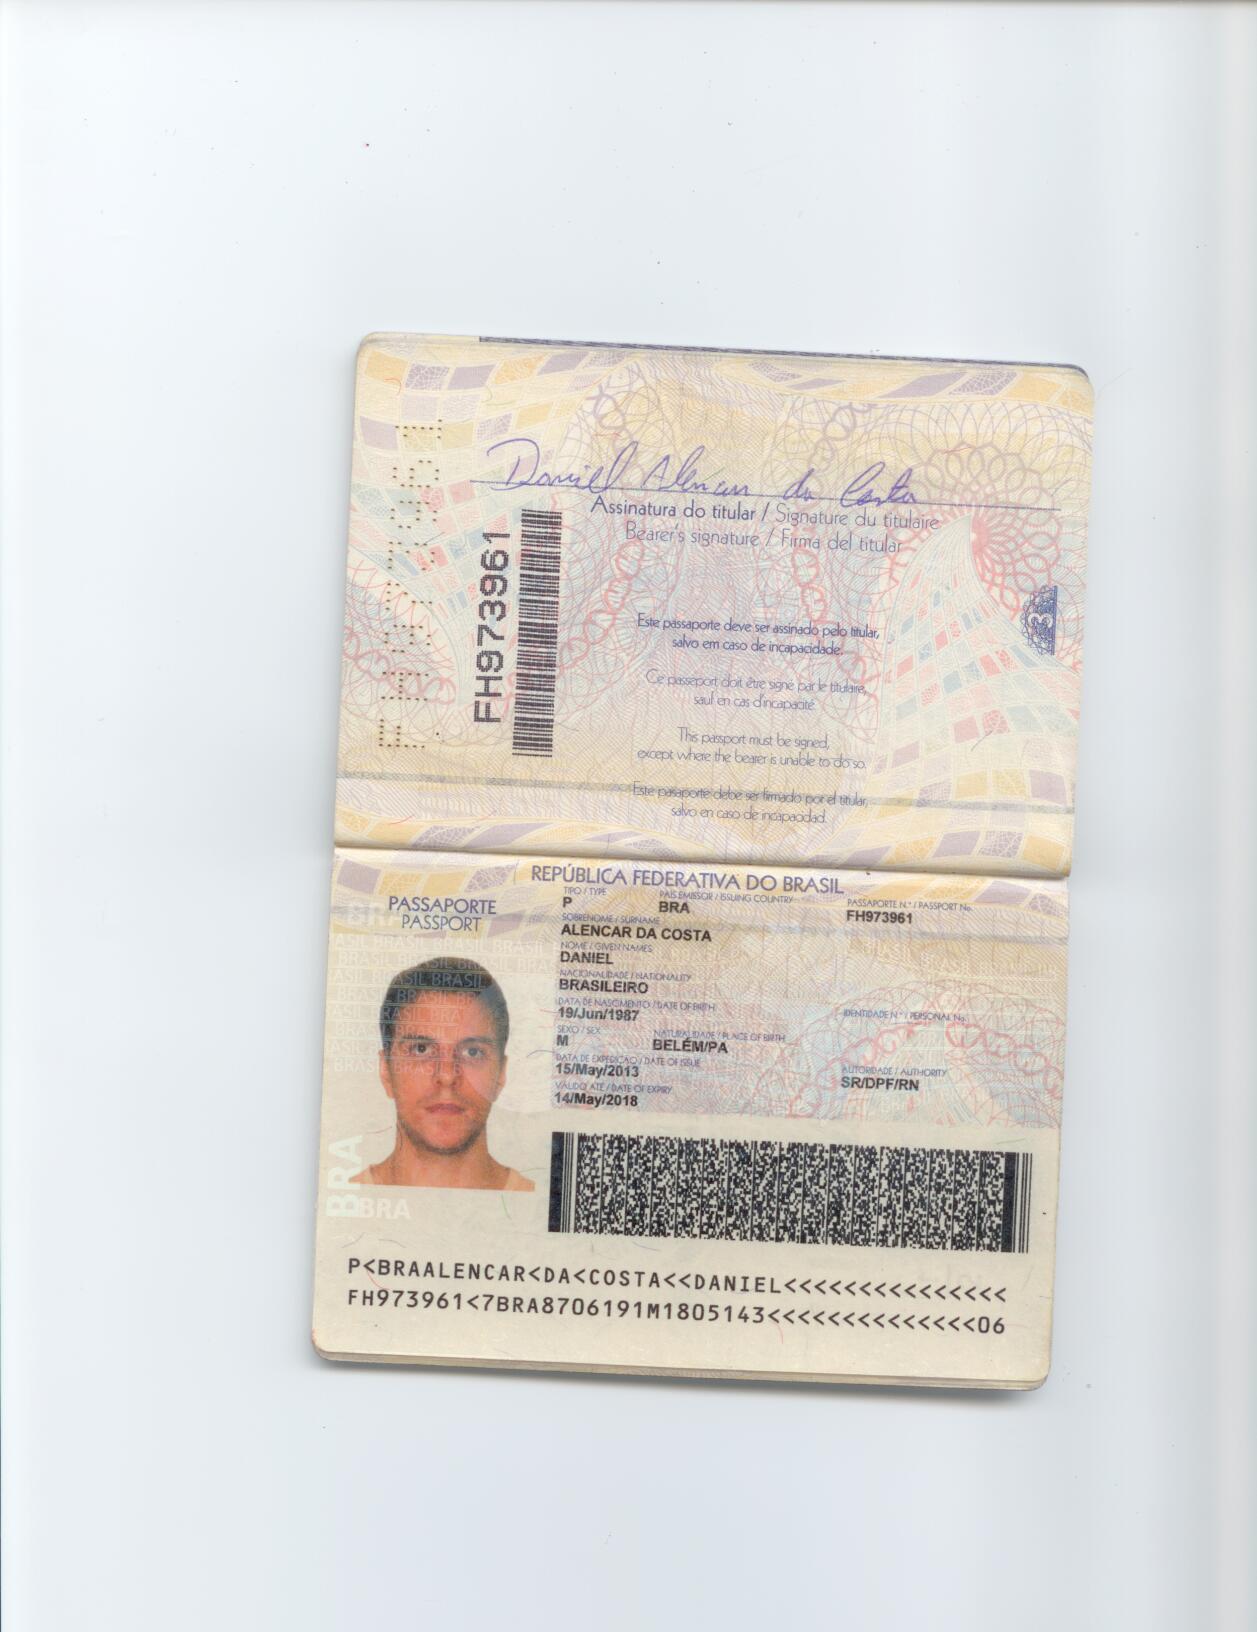 Daniel Alencar da Costa
Assinatura do titular / Signature du titulaire
Bearer's signature / Firma del titular
FH973961
FH973961
Este passaporte deve ser assinado pelo titular,
salvo em caso de incapacidade.
Ce passeport doit être signé par le titulaire,
sauf en cas d'incapacité.
This passport must be signed,
except where the bearer is unable to do so.
Este pasaporte debe ser firmado por el titular,
salvo en caso de incapacidad.
REPÚBLICA FEDERATIVA DO BRASIL
PASSAPORTE
PASSPORT
TIPO / TYPE
P
PAÍS EMISSOR / ISSUING COUNTRY
BRA
PASSAPORTE N.º / PASSPORT No.
FH973961
SOBRENOME / SURNAME
ALENCAR DA COSTA
NOME / GIVEN NAMES
DANIEL
NACIONALIDADE / NATIONALITY
BRASILEIRO
DATA DE NASCIMENTO / DATE OF BIRTH
19/Jun/1987
IDENTIDADE N.º / PERSONAL No.
SEXO / SEX
M
NATURALIDADE / PLACE OF BIRTH
BELÉM/PA
DATA DE EXPEDIÇÃO / DATE OF ISSUE
15/May/2013
AUTORIDADE / AUTHORITY
SR/DPF/RN
VÁLIDO ATÉ / DATE OF EXPIRY
14/May/2018
BRA
BRA
P<BRAALENCAR<DA<COSTA<<DANIEL<<<<<<<<<<<<<<<
FH973961<7BRA8706191M1805143<<<<<<<<<<<<<<06